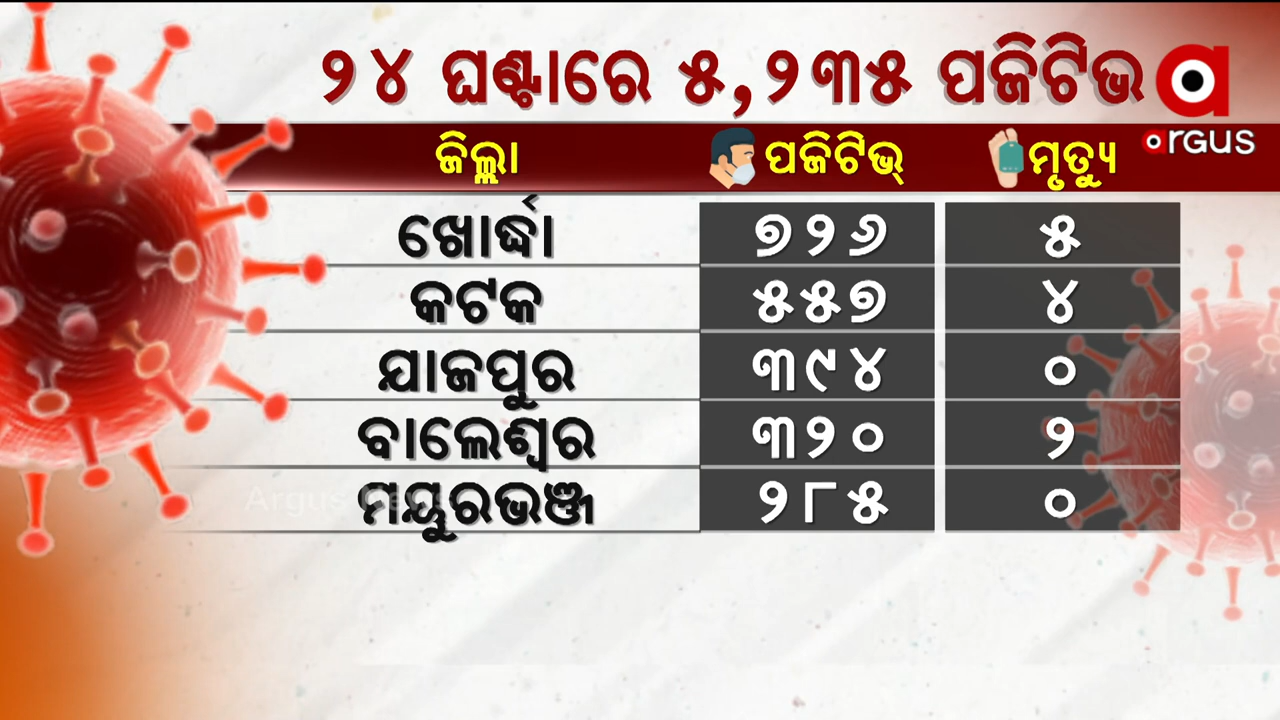 ୨୪ ଘଣ୍ଟାରେ ୫,୨୩୫ ପଜିଟିଭ
argus
ଜିଲ୍ଲା ପଜିଟିଭ୍ ମୃତ୍ୟୁ
ଖୋର୍ଦ୍ଧା ୭୨୬ ୫
କଟକ ୫୫୭ ୪
ଯାଜପୁର ୩୯୪ ୦
ବାଲେଶ୍ୱର ୩୨୦ ୨
ମୟୁରଭଞ୍ଜ ୨୮୫ ୦